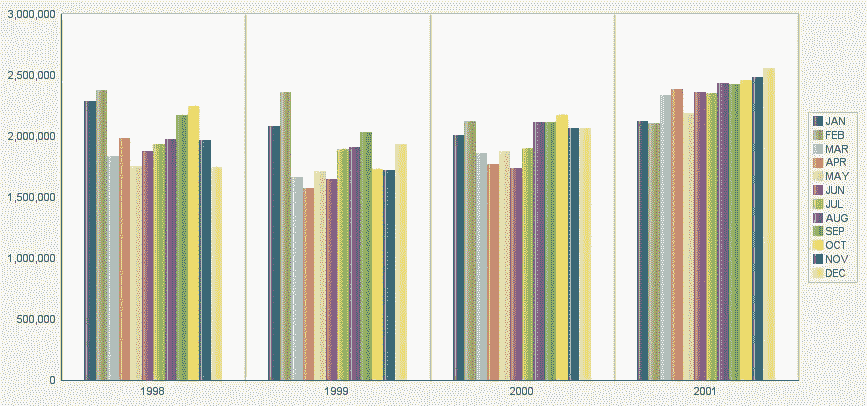 3,000,000
2,500,000
2,000,000
1,500,000
1,000,000
500,000
0
1998 1999 2000 2001
JAN
FEB
MAR
APR
MAY
JUN
JUL
AUG
SEP
OCT
NOV
DEC